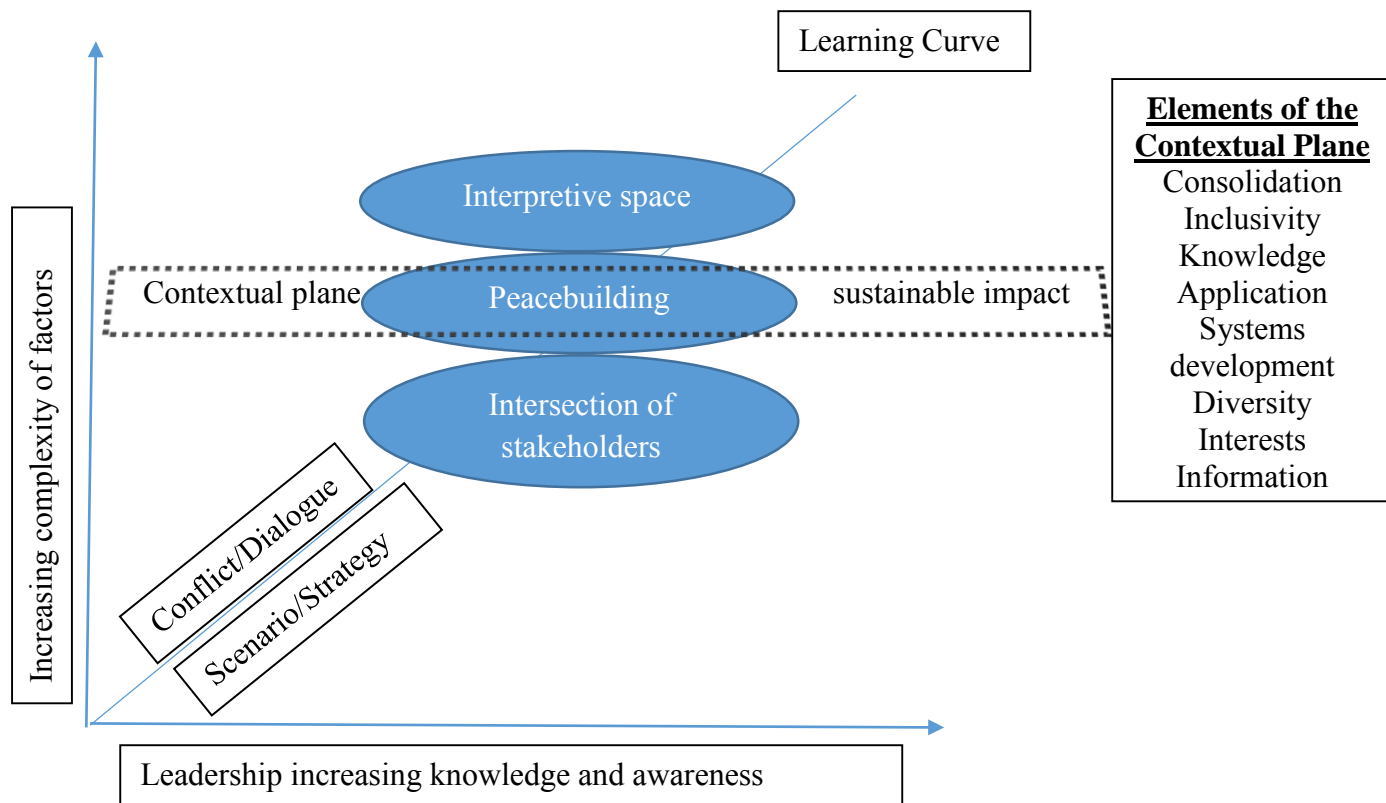 Learning Curve
Elements of the
Contextual Plane
Consolidation
Inclusivity
Knowledge
Application
Systems
development
Diversity
Interests
Information
Interpretive space
Contextual plane
Peacebuilding
sustainable impact
Intersection of
stakeholders
Increasing complexity of factors
Conflict/Dialogue
Scenario/Strategy
Leadership increasing knowledge and awareness